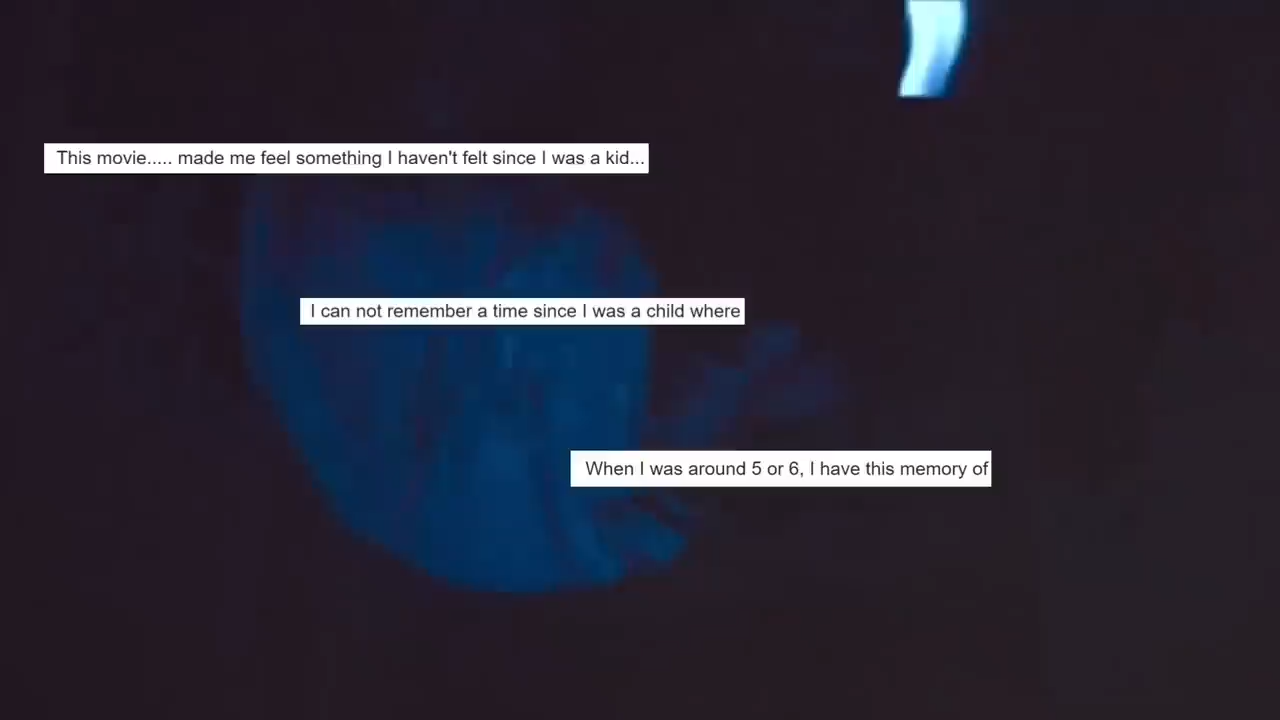 This movie..... made me feel something I haven't felt since I was a kid...
I can not remember a time since I was a child where
When I was around 5 or 6, I have this memory of